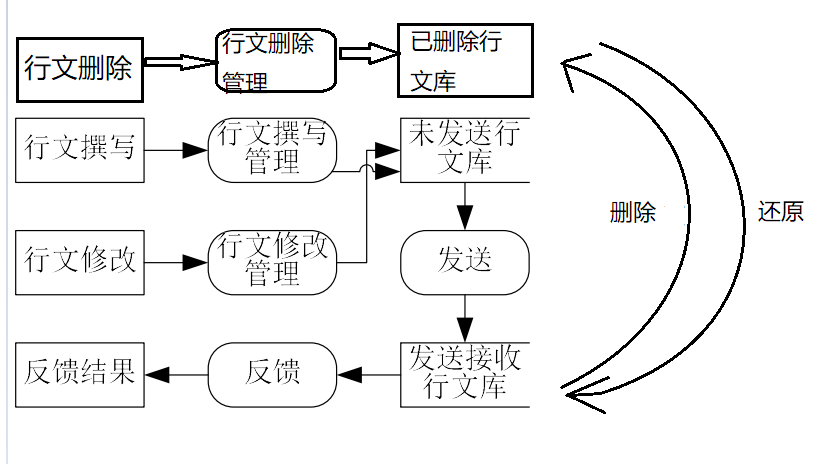 行文删除
行文删除
管理
已删除行
文库
行文撰写
行文撰写
管理
未发送行
文库
删除
还原
行文修改
行文修改
管理
发送
反馈结果
反馈
发送接收
行文库